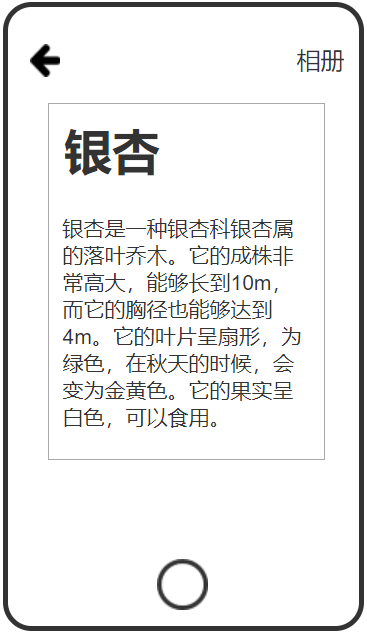 相册
银杏
银杏是一种银杏科银杏属
的落叶乔木。它的成株非
常高大，能够长到10m，
而它的胸径也能够达到
4m。它的叶片呈扇形，为
绿色，在秋天的时候，会
变为金黄色。它的果实呈
白色，可以食用。